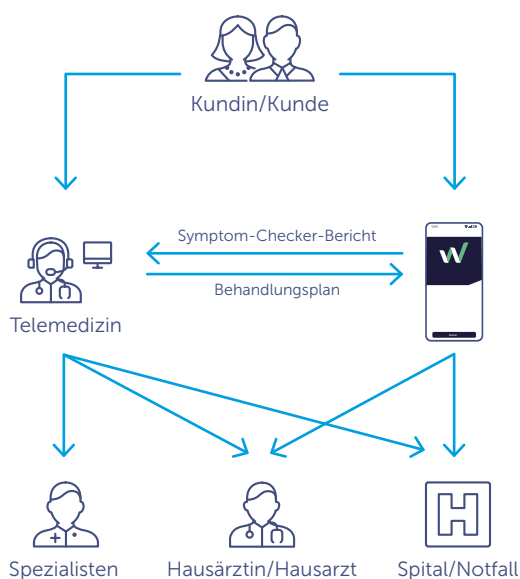 Kundin/Kunde
Symptom-Checker-Bericht
Behandlungsplan
Telemedizin
Spezialisten
Hausärztin/Hausarzt
Spital/Notfall